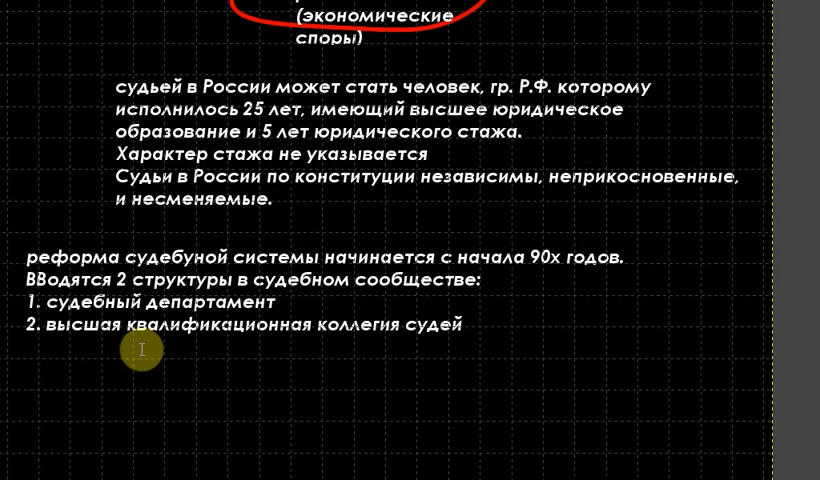 (экономические
споры)
судьей в России может стать человек, гр. Р.Ф. которому
исполнилось 25 лет, имеющий высшее юридическое
образование и 5 лет юридического стажа.
Характер стажа не указывается
Судьи в России по конституции независимы, неприкосновенные,
и несменяемые.
реформа судебуной системы начинается с начала 90х годов.
ВВодятся 2 структуры в судебном сообществе:
1. судебный департамент
2. высшая квалификационная коллегия судей